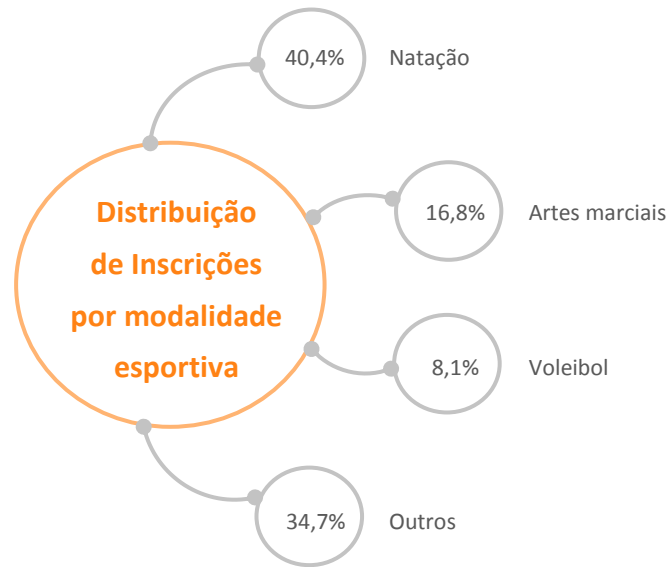 40,4% Natação
Distribuição
de Inscrições
por modalidade
esportiva
16,8% Artes marciais
8,1% Voleibol
34,7% Outros